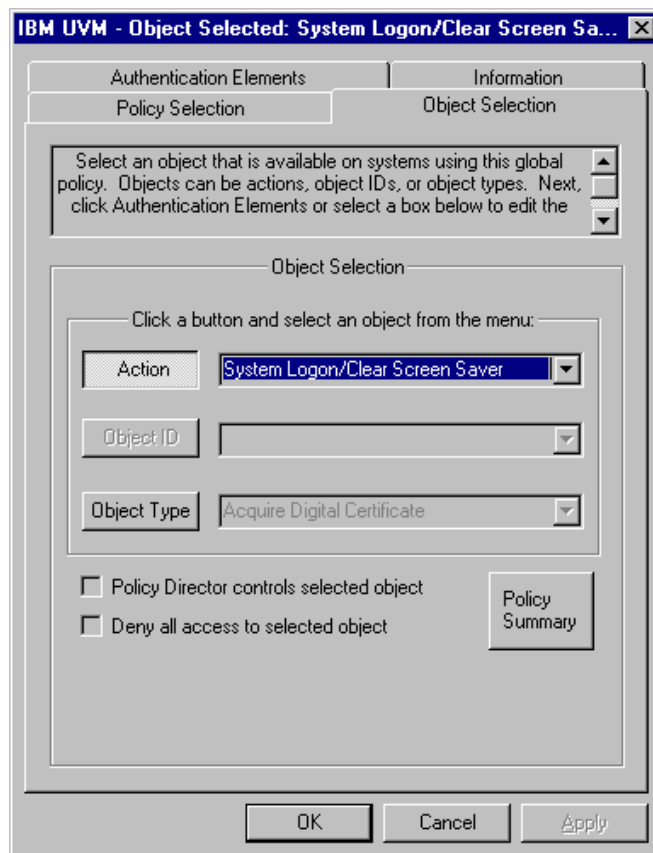 IBM UVM - Object Selected: System Logon/Clear Screen Sa...
Authentication Elements
Information
Policy Selection
Object Selection
Select an object that is available on systems using this global
policy. Objects can be actions, object IDs, or object types. Next,
click Authentication Elements or select a box below to edit the
Object Selection
Click a button and select an object from the menu:
Action
System Logon/Clear Screen Saver
Object ID
Object Type
Acquire Digital Certificate
Policy Director controls selected object
Deny all access to selected object
Policy
Summary
OK
Cancel
Apply